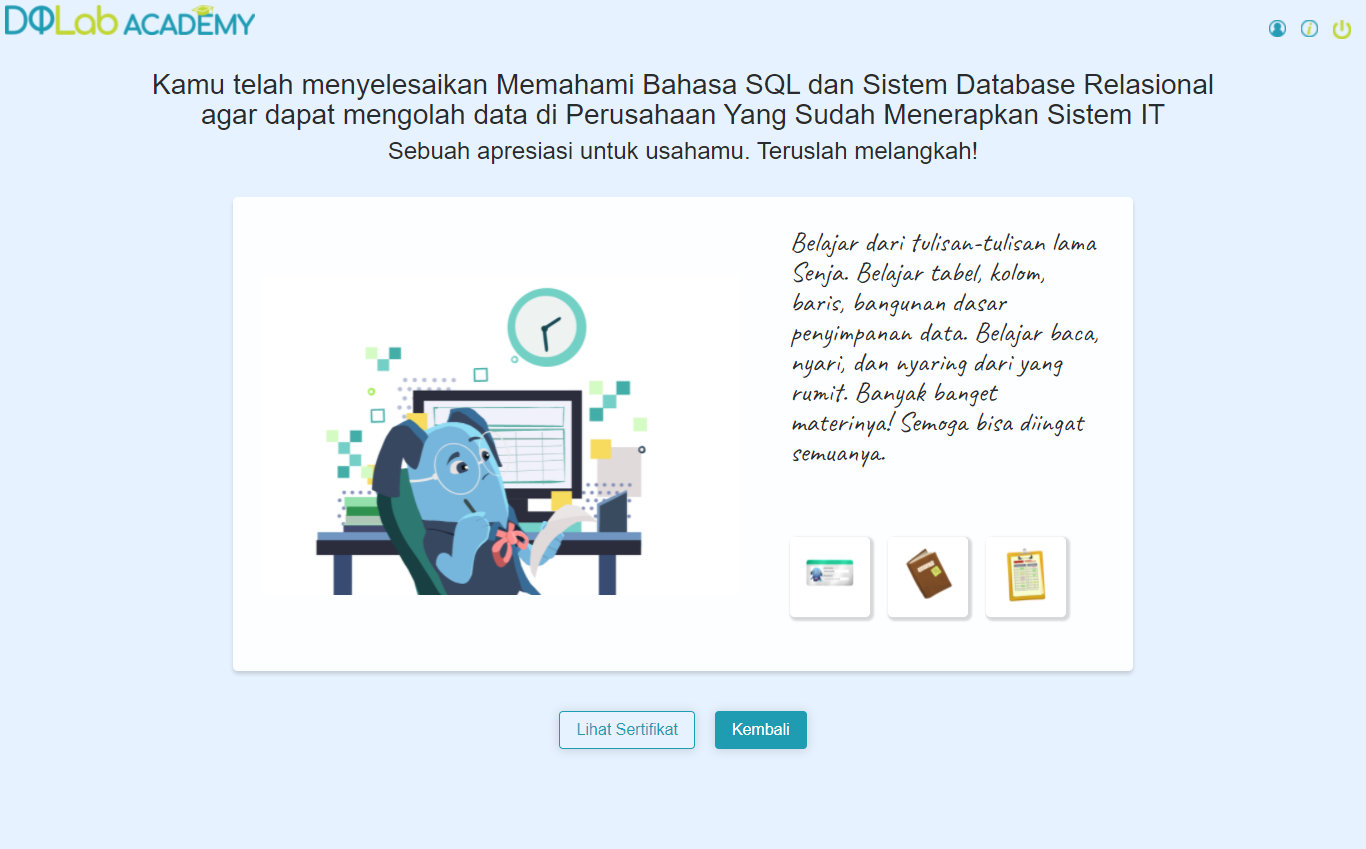 DQLab ACADEMY
Kamu telah menyelesaikan Memahami Bahasa SQL dan Sistem Database Relasional
agar dapat mengolah data di Perusahaan Yang Sudah Menerapkan Sistem IT
Sebuah apresiasi untuk usahamu. Teruslah melangkah!
Belajar dari tulisan-tulisan lama
Senja. Belajar tabel, kolom,
baris, bangunan dasar
penyimpanan data. Belajar baca,
nyari, dan nyaring dari yang
rumit. Banyak banget
materinya! Semoga bisa diingat
semuanya.
Lihat Sertifikat
Kembali